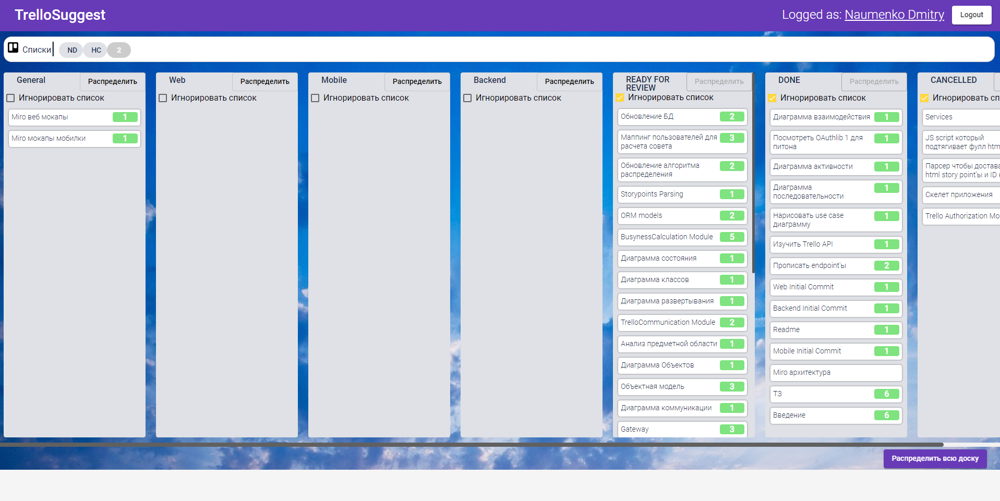 TrelloSuggest
Logged as: Naumenko Dmitry
Logout
Списки
ND
HC
2
General
Распределить
Игнорировать список
Miro веб мокапы
1
Miro мокапы мобилки
1
Web
Распределить
Игнорировать список
Mobile
Распределить
Игнорировать список
Backend
Распределить
Игнорировать список
READY FOR
REVIEW
Распределить
Игнорировать список
Обновление БД
2
Маппинг пользователей для
расчета совета
3
Обновление алгоритма
распределения
2
Storypoints Parsing
1
ORM models
2
BusynessCalculation Module
5
Диаграмма состояния
1
Диаграмма классов
1
Диаграмма развертывания
1
TrelloCommunication Module
2
Анализ предметной области
1
Диаграмма Объектов
1
Объектная модель
3
Диаграмма коммуникации
1
Gateway
3
DONE
Распределить
Игнорировать список
Диаграмма взаимодействия
1
Посмотреть OAuthlib 1 для
питона
1
Диаграмма активности
1
Диаграмма
последовательности
1
Нарисовать use case
диаграмму
1
Изучить Trello API
1
Прописать endpoint'ы
2
Web Initial Commit
1
Backend Initial Commit
1
Readme
1
Mobile Initial Commit
1
Miro архитектура
ТЗ
6
Введение
6
CANCELLED
Игнорировать сп
Services
JS script который
подтягивает фулл htm
Парсер чтобы достава
html story point'ы и ID
Скелет приложения
Trello Authorization Mo
Распределить всю доску